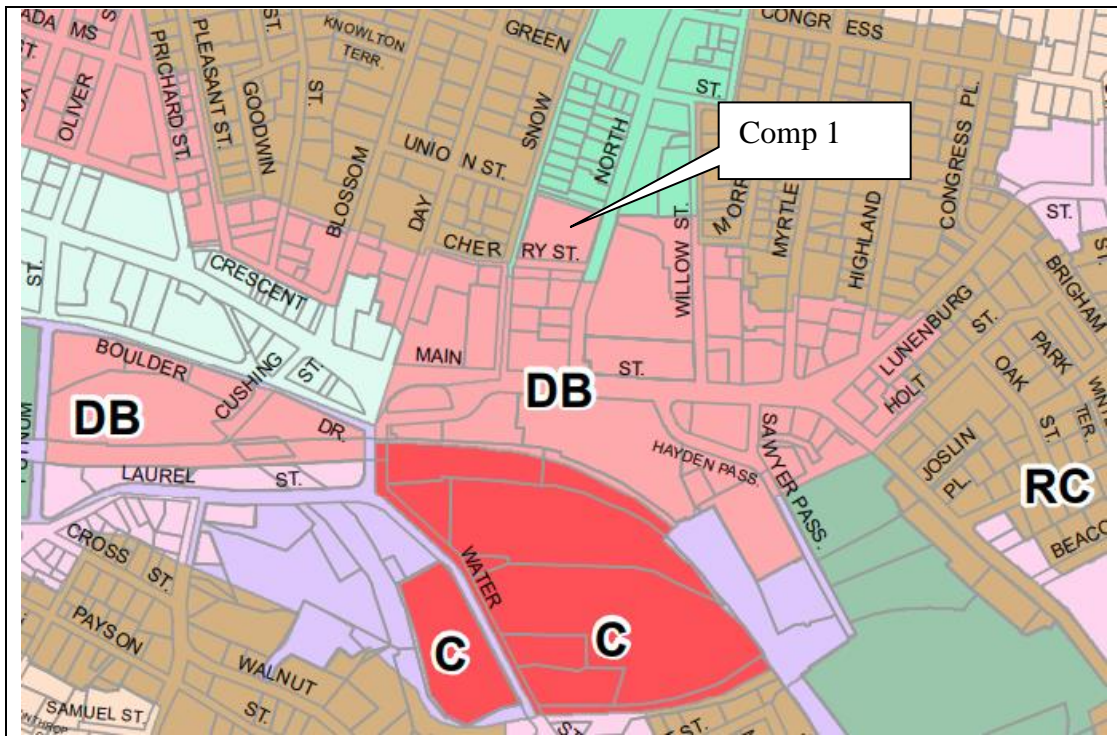 ADA MS
ST.
OLIVER
PRICHARD ST.
PLEASANT ST.
GOODWIN
ST.
KNOWLTON
TERR.
GREEN
SNOW
UNION ST.
BLOSSOM
DAY
CHER RY ST.
NORTH
ST.
CONGR ESS
Comp 1
MORR
MYRTLE
HIGHLAND
CONGRESS PL.
ST.
ST.
BRIGHAM
WILLOW ST.
ST.
CRESCENT
BOULDER
CUSHING
ST.
DR.
MAIN
ST.
DB
DB
LUNENBURG
ST.
HOLT
OAK
ST.
PARK
TER.
JOSLIN
PL.
RC
BEACO
HAYDEN PASS.
SAWYER PASS.
LAUREL
ST.
CROSS
ST.
PAYSON
WALNUT
ST.
SAMUEL ST.
WATER
ST.
C
C
ST.